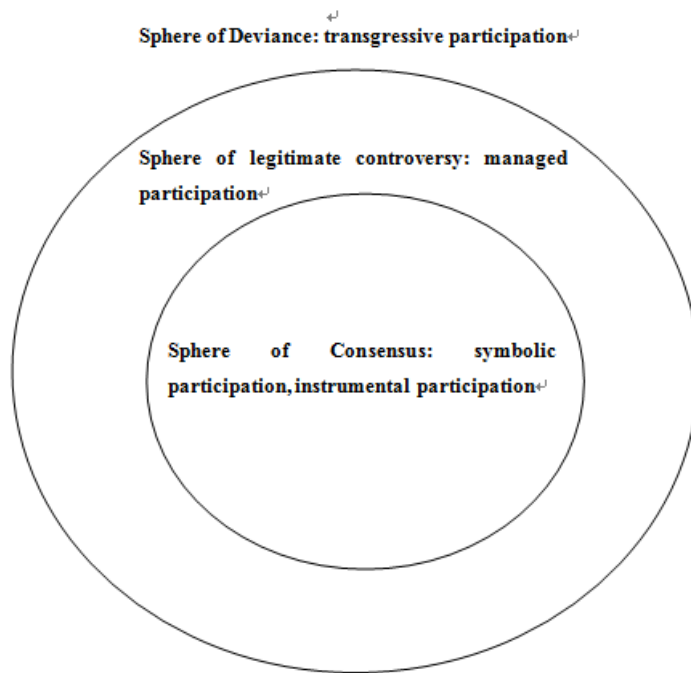 Sphere of Deviance: transgressive participation
Sphere of legitimate controversy: managed
participation
Sphere of Consensus: symbolic
participation, instrumental participation